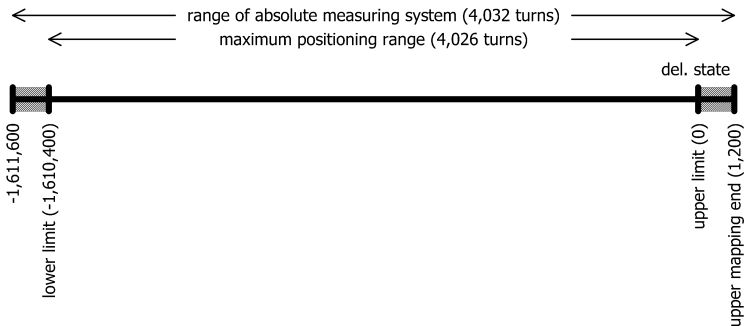 range of absolute measuring system (4,032 turns)
maximum positioning range (4,026 turns)
del. state
-1,611,600
lower limit (-1,610,400)
upper limit (0)
upper mapping end (1,200)